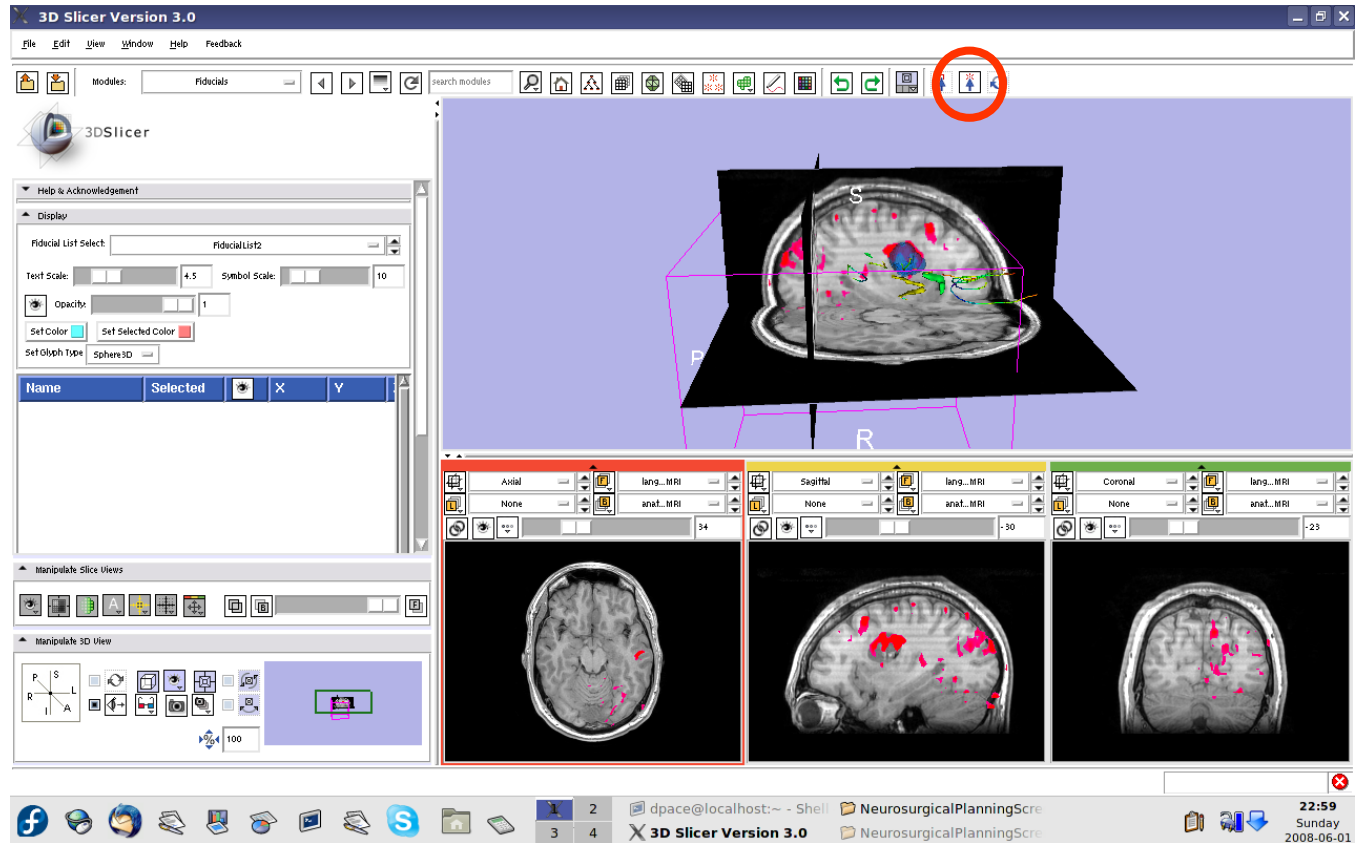 3D Slicer Version 3.0
File Edit View Window Help Feedback
Modules: Fiducials search modules
3DSlicer
Help & Acknowledgement
Display
Fiducial List Select: FiducialList2
Text Scale: 4.5 Symbol Scale: 10
Opacity: 1
Set Color Set Selected Color
Set Glyph Type Sphere3D
Name Selected X Y
Manipulate Slice Views
A B F
Manipulate 3D View
P S
R L
I A
100
S
P
R
Axial F lang...MRI
L None B anat...MRI
34
Sagittal F lang...MRI
L None B anat...MRI
-30
Coronal F lang...MRI
L None B anat...MRI
-23
1 2
3 4
dpace@localhost:~ - Shell
3D Slicer Version 3.0
NeurosurgicalPlanningScre
NeurosurgicalPlanningScre
22:59
Sunday
2008-06-01